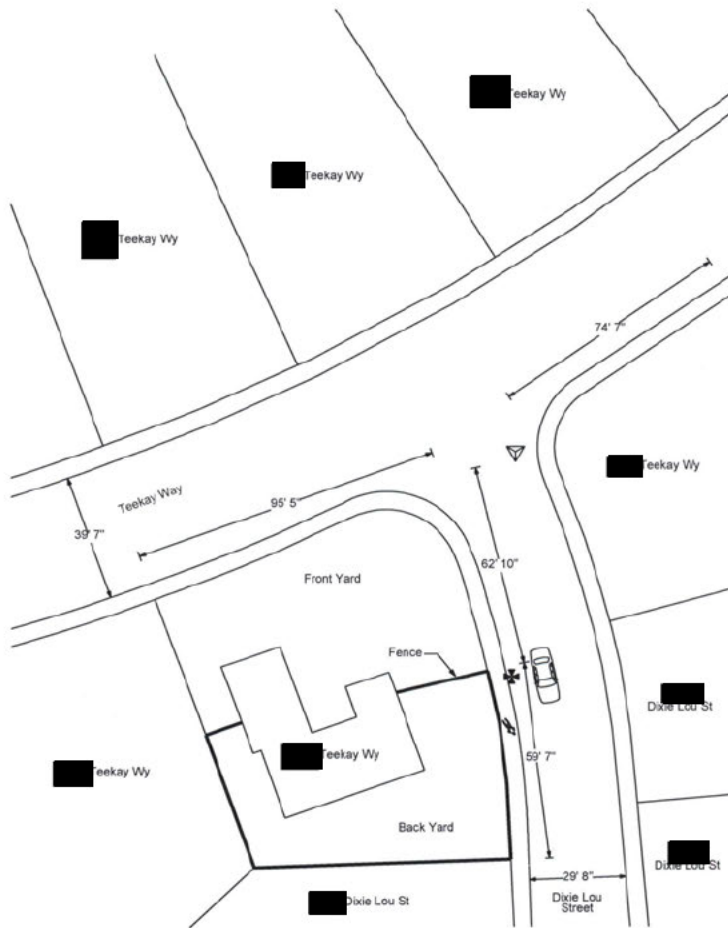 Teekay Wy
Teekay Wy
Teekay Wy
74' 7"
Teekay Wy
Teekay Way
95' 5"
39' 7"
62' 10"
Front Yard
Fence
Dixie Lou St
Teekay Wy
Teekay Wy
59' 7"
Back Yard
Dixie Lou St
29' 8"
Dixie Lou St
Dixie Lou
Street